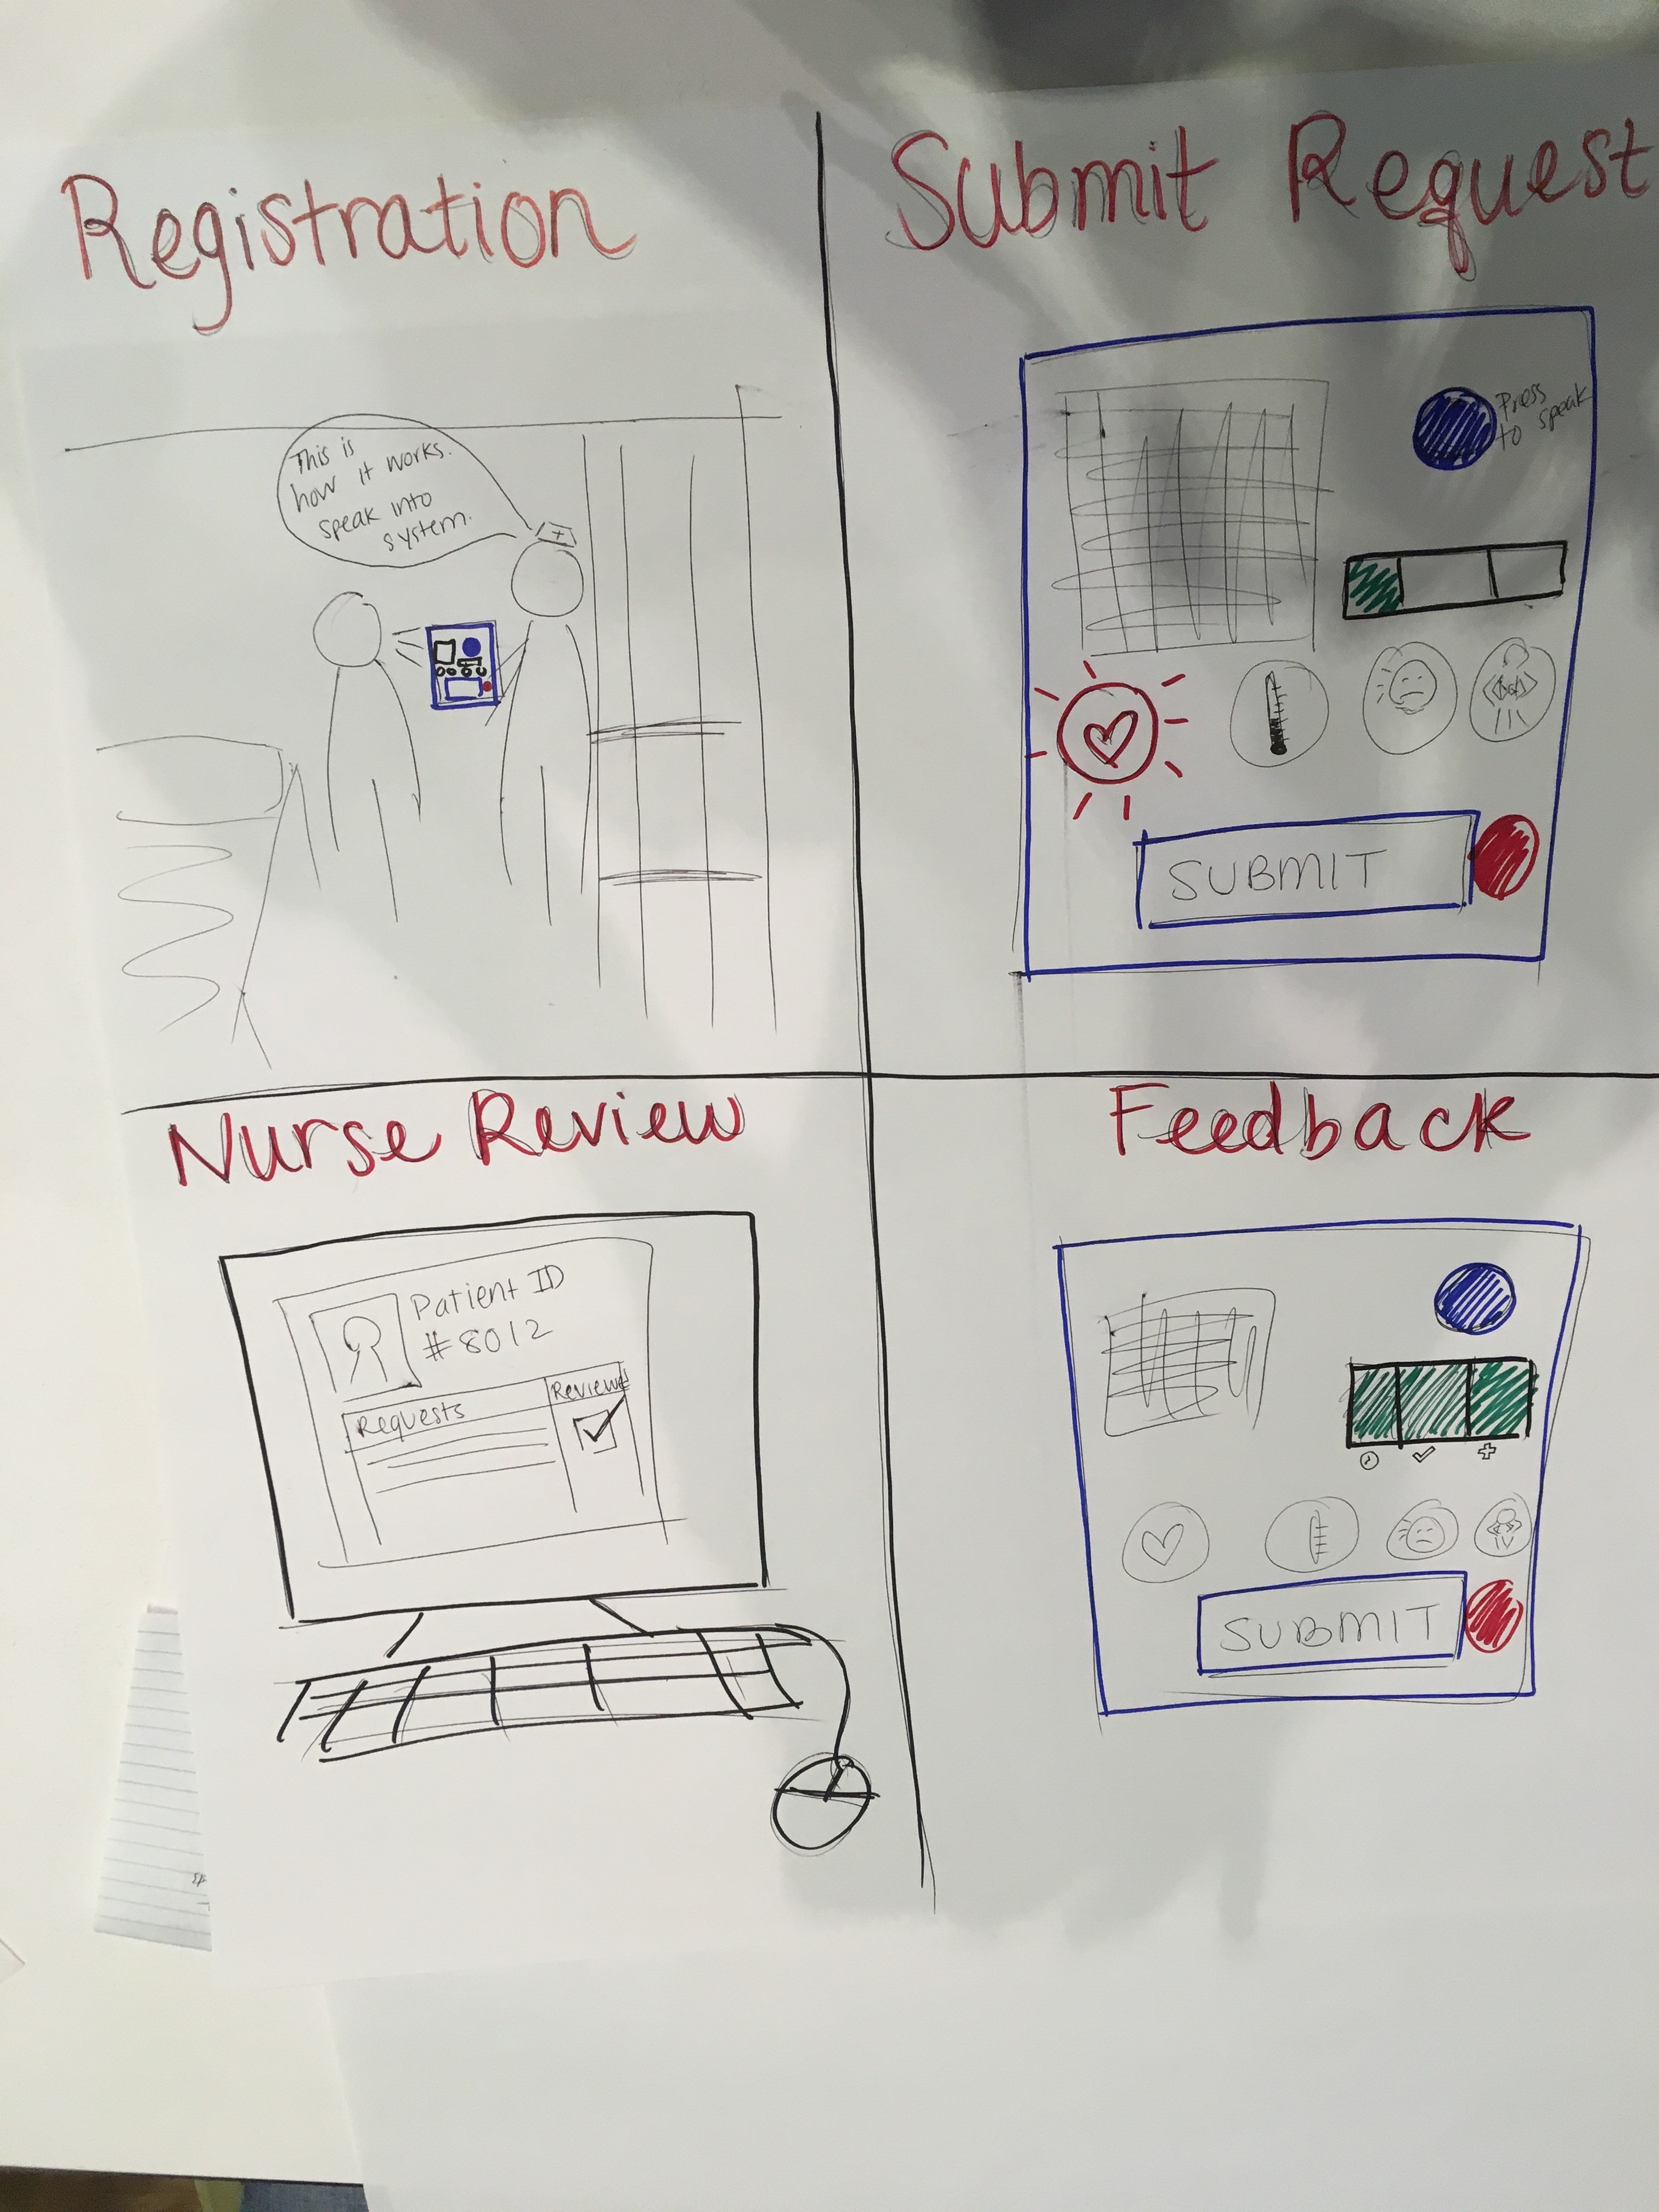 Registration
This is
how it works.
speak into
system.
Submit Request
Press
to speak
SUBMIT
Nurse Review
Patient ID
#8012
Requests
Feedback
SUBMIT